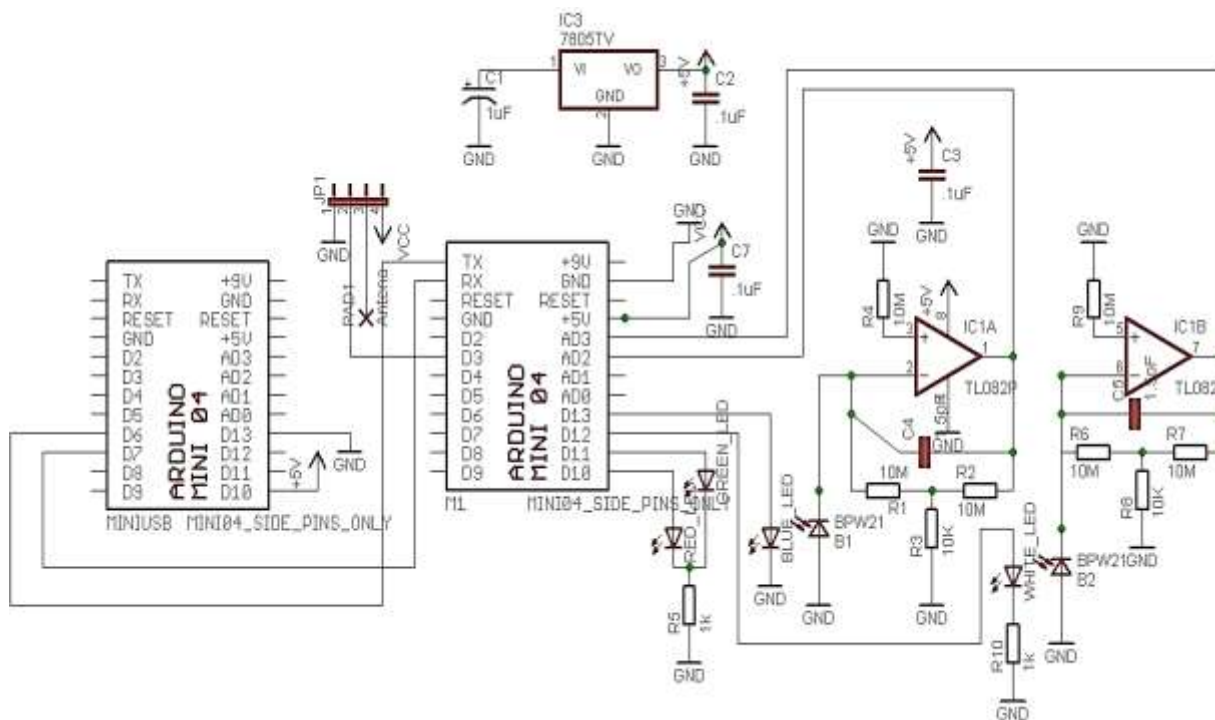 IC3
7805TV
1 VI VO 3
GND
2
C1
1uF
GND
GND
+5V
C2
.1uF
GND
+5V
C3
.1uF
GND
JP1
1 2 3 4
GND
VCC
PAD1
Antena
GND
VCC
C7
.1uF
GND
TX +9V
RX GND
RESET RESET
GND +5V
D2 AD3
D3 AD2
D4 AD1
D5 AD0
D6 D13
D7 D12
D8 D11
D9 D10
ARDUINO
MINI 04
MINIUSB MINI04_SIDE_PINS_ONLY
GND
+5V
TX +9V
RX GND
RESET RESET
GND +5V
D2 AD3
D3 AD2
D4 AD1
D5 AD0
D6 D13
D7 D12
D8 D11
D9 D10
ARDUINO
MINI 04
M1 MINI04_SIDE_PINS_ONLY
RED_LED
GREEN_LED
BLUE_LED
R5
1k
GND
GND
GND
R4
10M
+5V
8
3
2
1
IC1A
TL082P
GND
C4
10M
R1
R2
10M
R3
10K
GND
BPW21
B1
GND
WHITE_LED
R10
1k
GND
GND
R9
10M
5
7
IC1B
TL082
C5
R6
10M
R7
10M
R8
10K
GND
BPW21
B2
GND